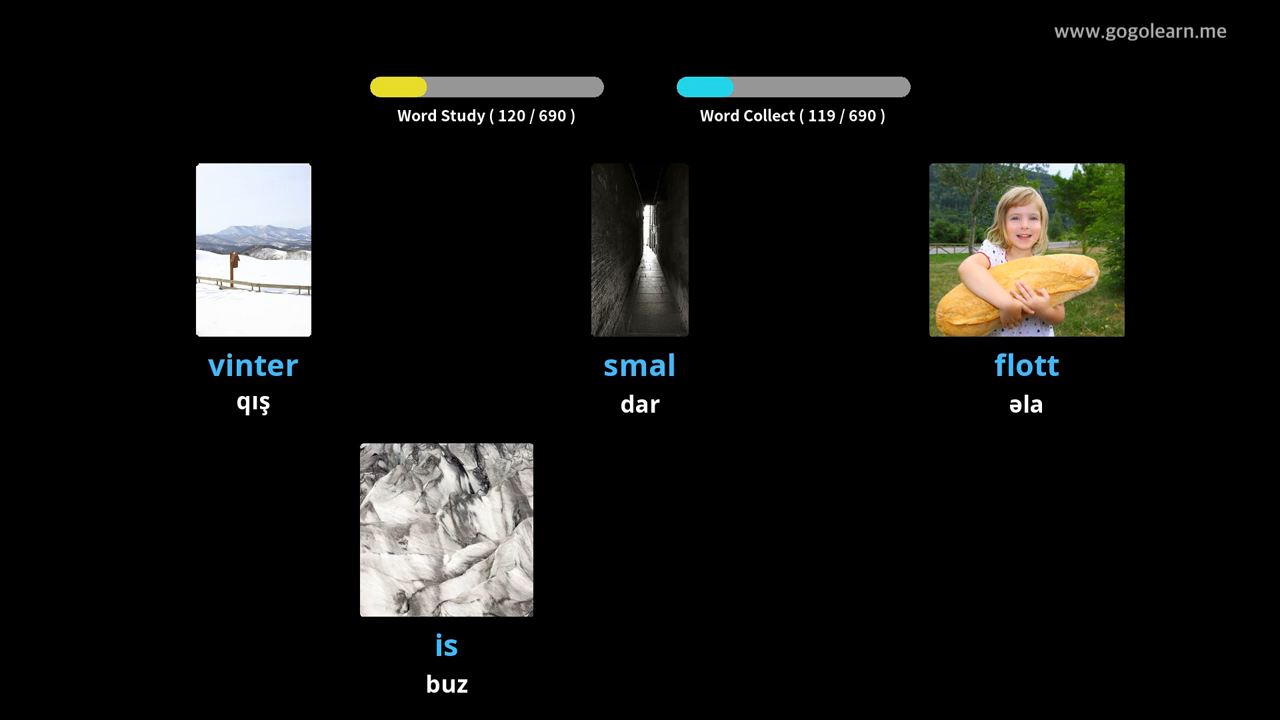 www.gogolearn.me
Word Study ( 120 / 690 )
Word Collect ( 119 / 690 )
vinter
qış
smal
dar
flott
əla
is
buz